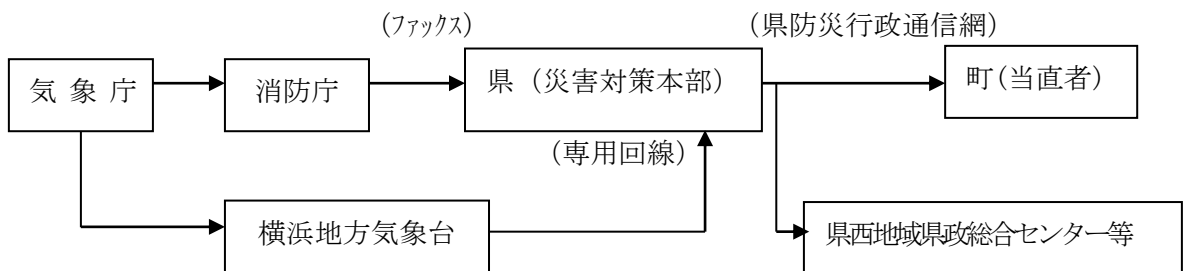 (ファックス)
(県防災行政通信網)
気象庁
消防庁
県（災害対策本部）
町(当直者)
(専用回線)
横浜地方気象台
県西地域県政総合センター等